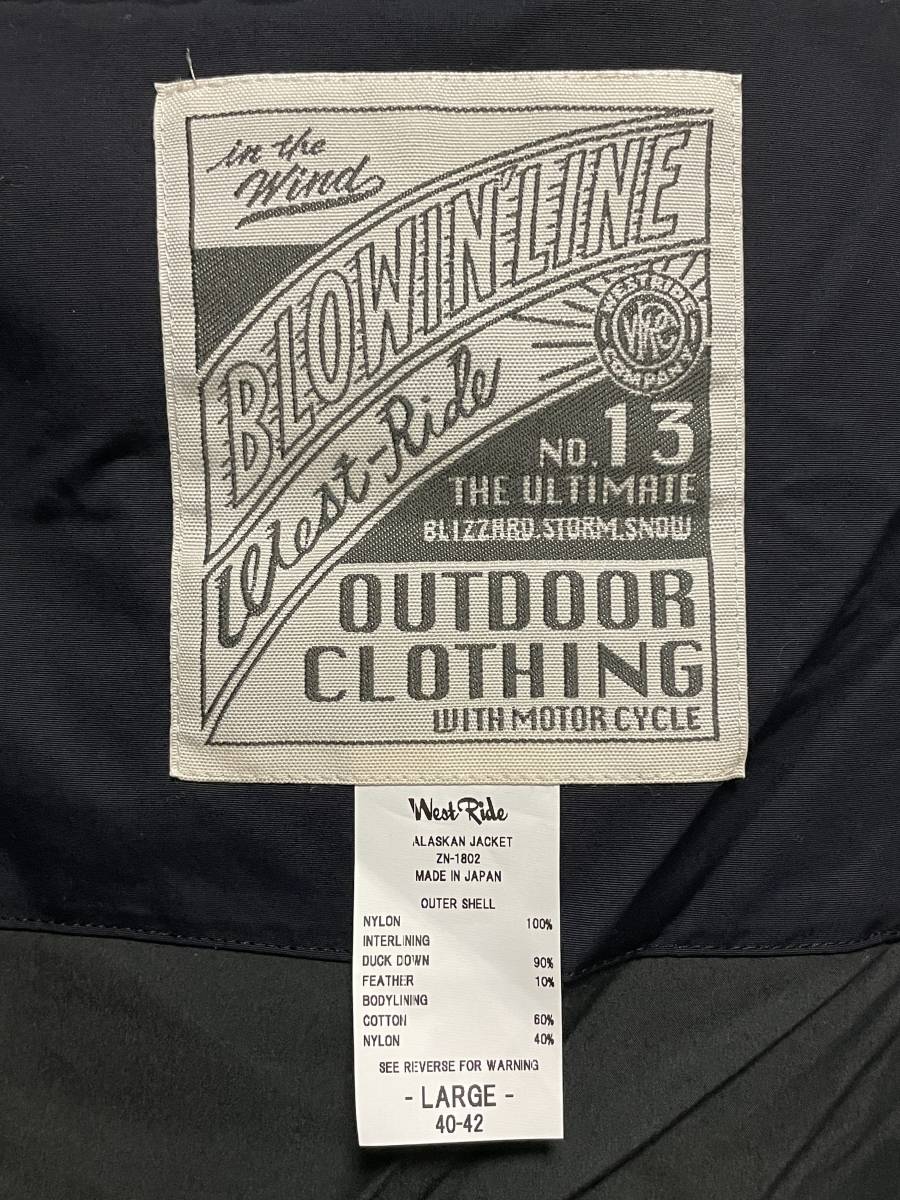 in the
Wind
BLOWIN'LINE
West-Ride
WESTRIDE
COMPANY
NO. 13
THE ULTIMATE
BLIZZARD.STORM.SNOW
OUTDOOR
CLOTHING
WITH MOTOR CYCLE
West Ride
ALASKAN JACKET
ZN-1802
MADE IN JAPAN
OUTER SHELL
NYLON 100%
INTERLINING
DUCK DOWN 90%
FEATHER 10%
BODYLINING
COTTON 60%
NYLON 40%
SEE REVERSE FOR WARNING
- LARGE -
40-42